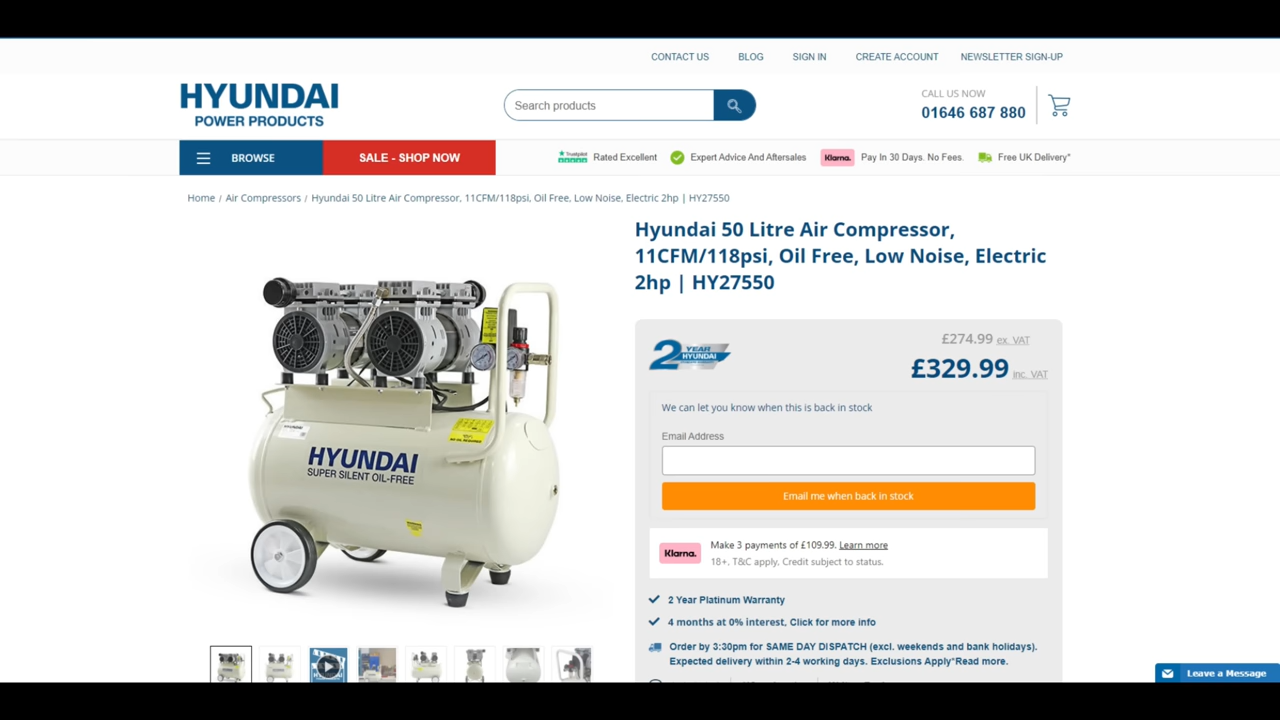 CONTACT US
BLOG
SIGN IN
CREATE ACCOUNT
NEWSLETTER SIGN-UP
HYUNDAI
POWER PRODUCTS
Search products
CALL US NOW
01646 687 880
BROWSE
SALE - SHOP NOW
Trustpilot
Rated Excellent
Expert Advice And Aftersales
Klarna.
Pay In 30 Days. No Fees.
Free UK Delivery*
Home / Air Compressors / Hyundai 50 Litre Air Compressor, 11CFM/118psi, Oil Free, Low Noise, Electric 2hp | HY27550
Hyundai 50 Litre Air Compressor,
11CFM/118psi, Oil Free, Low Noise, Electric
2hp | HY27550
HYUNDAI
SUPER SILENT OIL-FREE
2 YEAR
HYUNDAI
£274.99 ex. VAT
£329.99 inc. VAT
We can let you know when this is back in stock
Email Address
Email me when back in stock
Klarna.
Make 3 payments of £109.99. Learn more
18+, T&C apply, Credit subject to status.
2 Year Platinum Warranty
4 months at 0% interest, Click for more info
Order by 3:30pm for SAME DAY DISPATCH (excl. weekends and bank holidays).
Expected delivery within 2-4 working days. Exclusions Apply*Read more.
Leave a Message